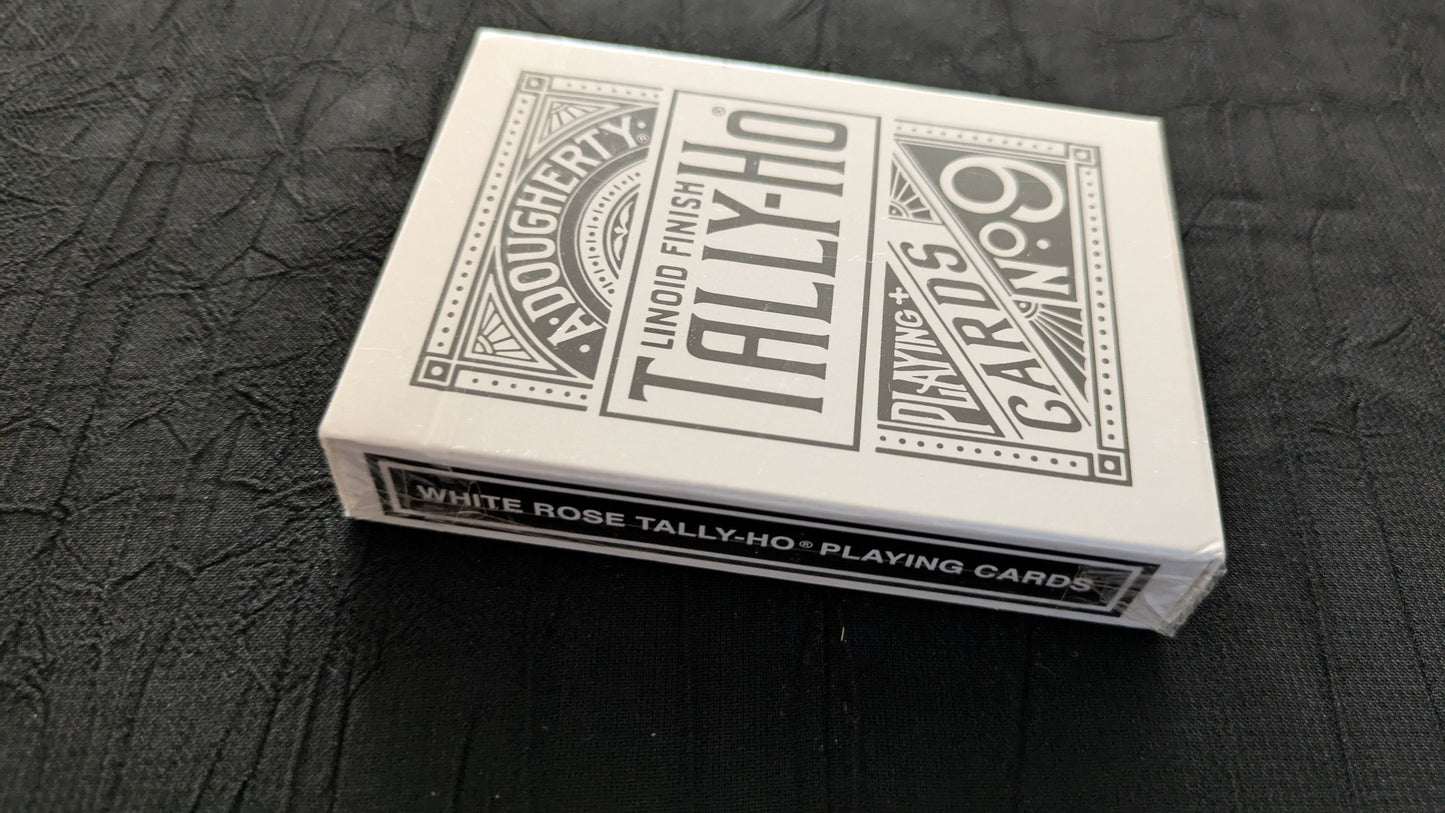 A·DOUGHERTY·®
LINOID FINISH
TALLY-HO®
PLAYING+
CARDS
No.9
WHITE ROSE TALLY-HO® PLAYING CARDS